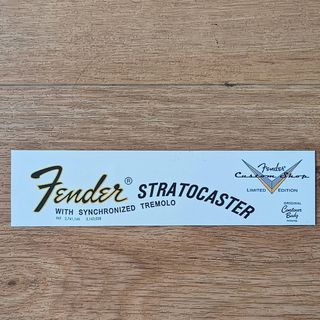 Fender® STRATOCASTER
WITH SYNCHRONIZED TREMOLO
Fender
Custom Shop
LIMITED EDITION
ORIGINAL
Contour
Body